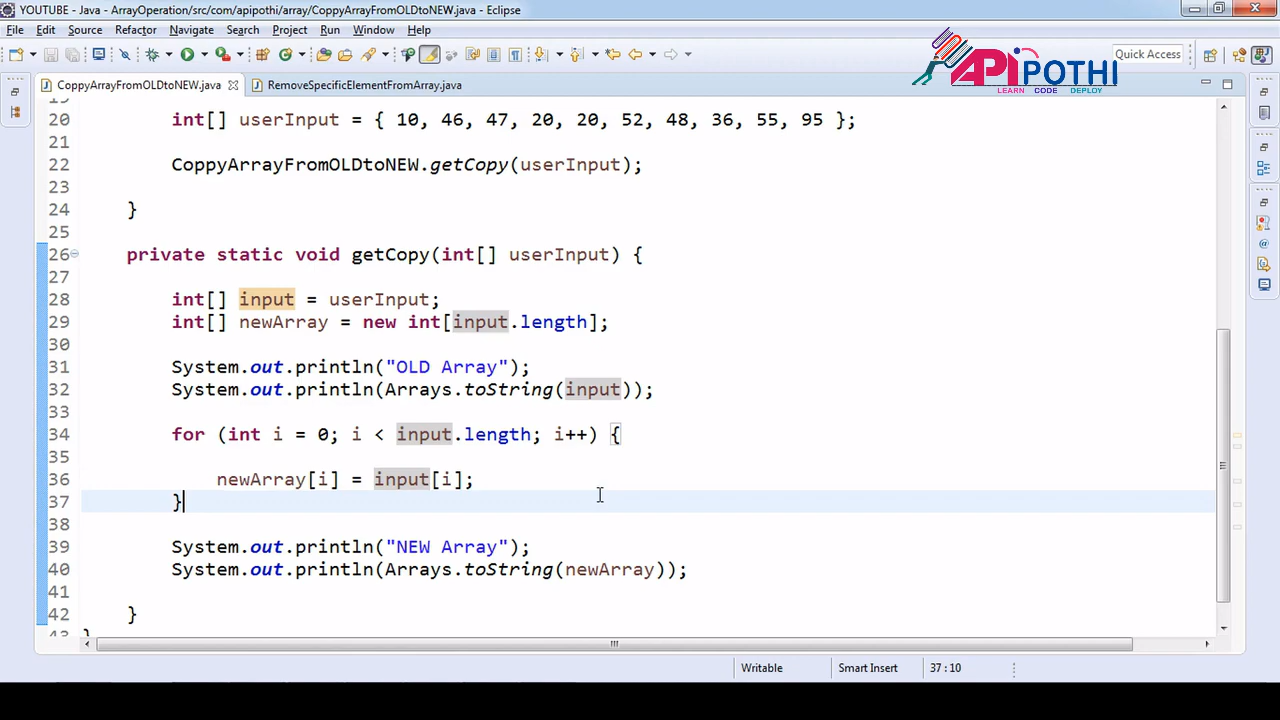 YOUTUBE - Java - ArrayOperation/src/com/apipothi/array/CoppyArrayFromOLDtoNEW.java - Eclipse
File Edit Source Refactor Navigate Search Project Run Window Help
Quick Access
APIPOTHI
LEARN CODE DEPLOY
CoppyArrayFromOLDtoNEW.java RemoveSpecificElementFromArray.java
19
20 int[] userInput = { 10, 46, 47, 20, 20, 52, 48, 36, 55, 95 };
21
22 CoppyArrayFromOLDtoNEW.getCopy(userInput);
23
24 }
25
26 private static void getCopy(int[] userInput) {
27
28 int[] input = userInput;
29 int[] newArray = new int[input.length];
30
31 System.out.println("OLD Array");
32 System.out.println(Arrays.toString(input));
33
34 for (int i = 0; i < input.length; i++) {
35
36 newArray[i] = input[i];
37 }
38
39 System.out.println("NEW Array");
40 System.out.println(Arrays.toString(newArray));
41
42 }
43 }
Writable Smart Insert 37 : 10